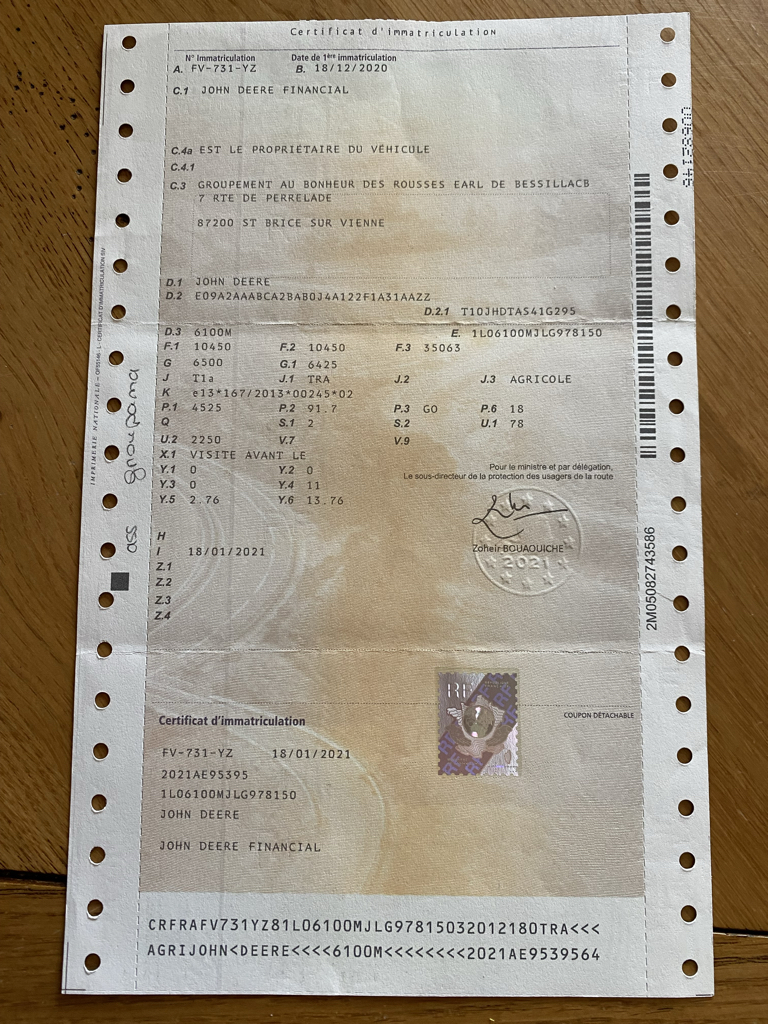 Certificat d'immatriculation
N° Immatriculation Date de 1ère immatriculation
A. FV-731-YZ B. 18/12/2020
C.1 JOHN DEERE FINANCIAL
C.4a EST LE PROPRIÉTAIRE DU VÉHICULE
C.4.1
C.3 GROUPEMENT AU BONHEUR DES ROUSSES EARL DE BESSILLACB
7 RTE DE PERRELADE
87200 ST BRICE SUR VIENNE
D.1 JOHN DEERE
D.2 E09A2AAABCA2BAB0J4A122F1A31AAZZ
D.2.1 T10JHDTAS41G295
D.3 6100M E. 1L06100MJLG978150
F.1 10450 F.2 10450 F.3 35063
G 6500 G.1 6425
J T1a J.1 TRA J.2 J.3 AGRICOLE
K e13*167/2013*00245*02
P.1 4525 P.2 91.7 P.3 GO P.6 18
Q S.1 2 S.2 U.1 78
U.2 2250 V.7 V.9
X.1 VISITE AVANT LE
Y.1 0 Y.2 0
Pour le ministre et par délégation,
Le sous-directeur de la protection des usagers de la route
Y.3 0 Y.4 11
Y.5 2.76 Y.6 13.76
H
Zoheir BOUAOUICHE
I 18/01/2021
2021
Z.1
Z.2
Z.3
Z.4
RF
Certificat d'immatriculation
COUPON DÉTACHABLE
FV-731-YZ 18/01/2021
2021AE95395
1L06100MJLG978150
JOHN DEERE
JOHN DEERE FINANCIAL
CRFRAFV731YZ81L06100MJLG97815032012180TRA<<<
AGRIJOHN<DEERE<<<<6100M<<<<<<<<2021AE9539564
ass groupama
2M05082743586